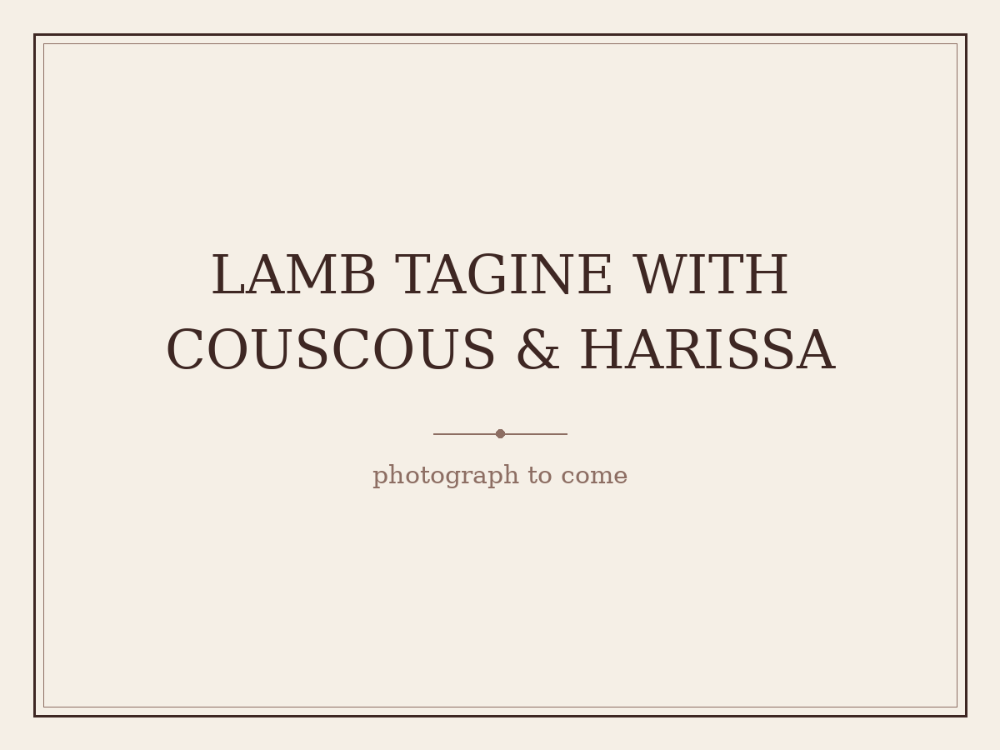 LAMB TAGINE WITH
COUSCOUS & HARISSA
photograph to come